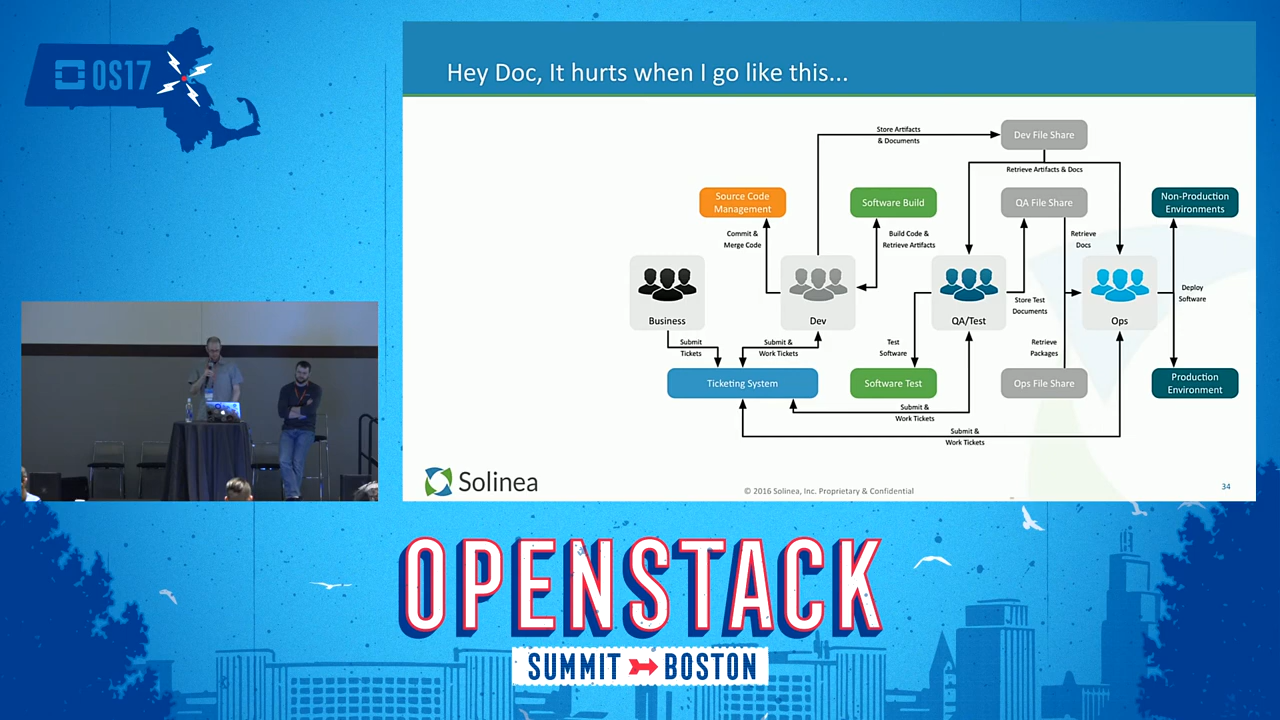 OS17
Hey Doc, It hurts when I go like this...
Store Artifacts
& Documents
Dev File Share
Retrieve Artifacts & Docs
Source Code
Management
Software Build
QA File Share
Non-Production
Environments
Commit &
Merge Code
Build Code &
Retrieve Artifacts
Retrieve
Docs
Business
Dev
QA/Test
Ops
Store Test
Documents
Deploy
Software
Submit
Tickets
Submit &
Work Tickets
Test
Software
Retrieve
Packages
Ticketing System
Software Test
Ops File Share
Production
Environment
Submit &
Work Tickets
Submit &
Work Tickets
Solinea
© 2016 Solinea, Inc. Proprietary & Confidential
34
OPENSTACK
SUMMIT BOSTON